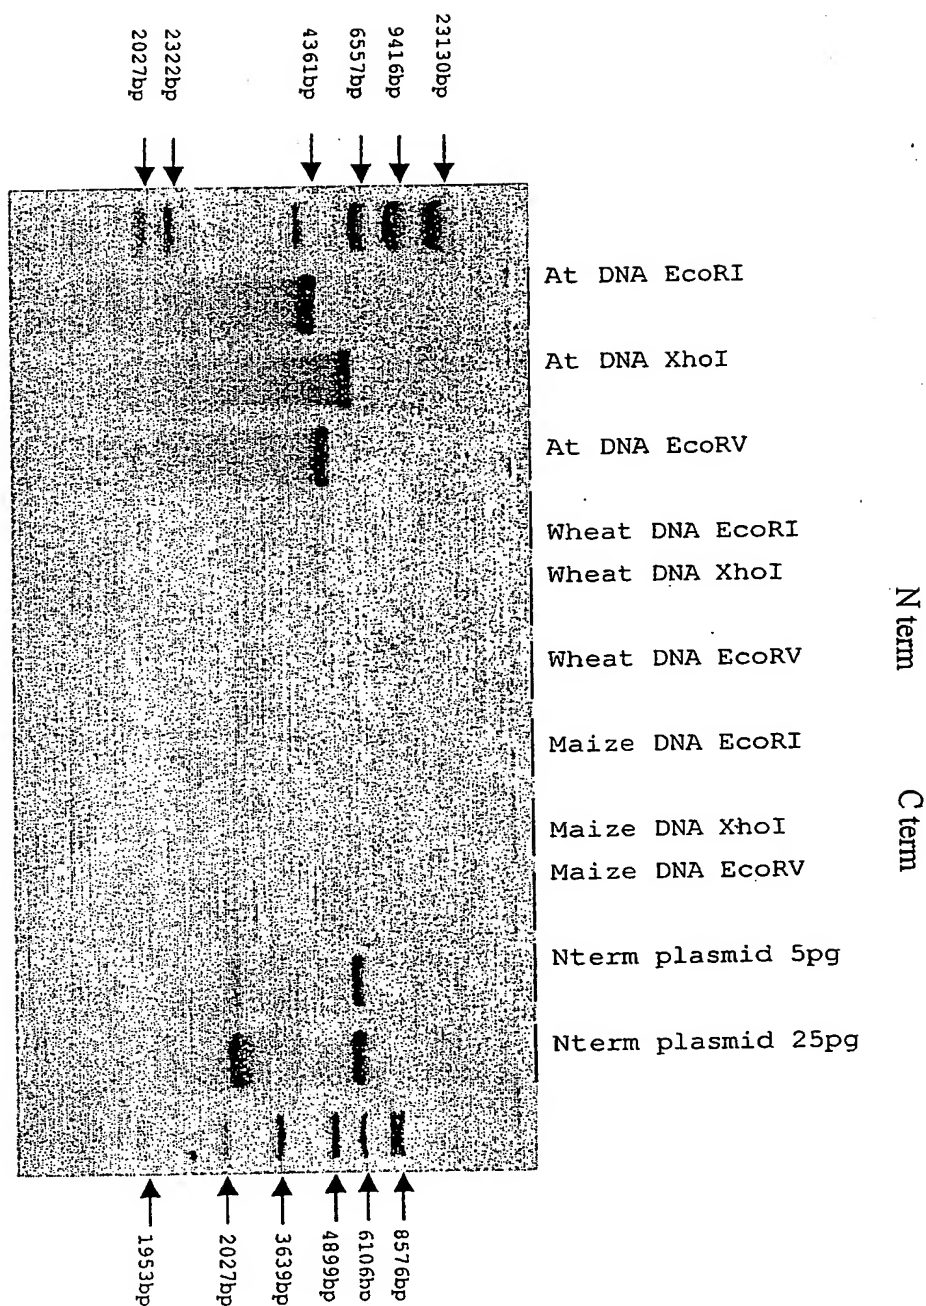 23130bp
9416bp
6557bp
4361bp
2322bp
2027bp
At DNA EcoRI
At DNA XhoI
At DNA EcoRV
Wheat DNA EcoRI
Wheat DNA XhoI
Wheat DNA EcoRV
Maize DNA EcoRI
Maize DNA XhoI
Maize DNA EcoRV
Nterm plasmid 5pg
Nterm plasmid 25pg
N term
C term
8576bp
6106bp
4899bp
3639bp
2027bp
1953bp